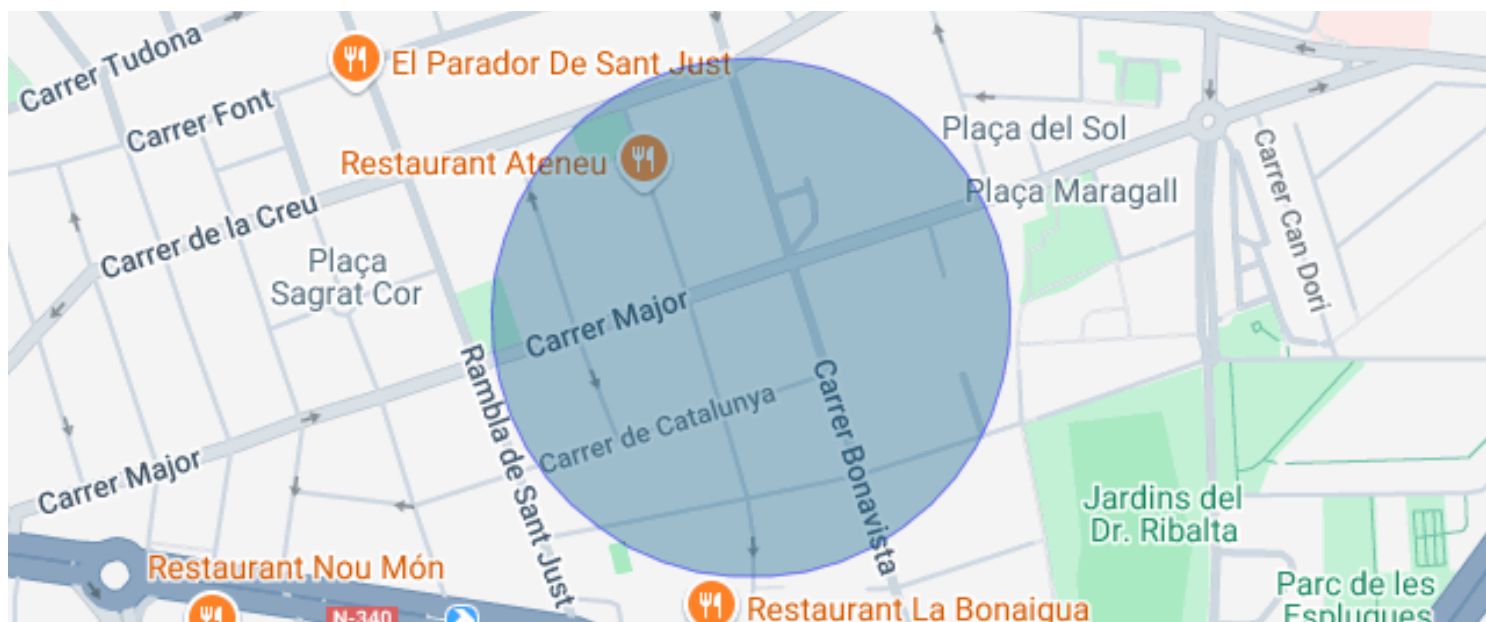 Carrer Tudona
El Parador De Sant Just
Carrer Font
Plaça del Sol
Restaurant Ateneu
Plaça Maragall
Carrer Can Dori
Carrer de la Creu
Plaça
Sagrat Cor
Carrer Major
Rambla de Sant Just
Carrer de Catalunya
Carrer Bonavista
Carrer Major
Jardins del
Dr. Ribalta
Restaurant Nou Món
Parc de les
Esplugues
N-340
Restaurant La Bonaigua